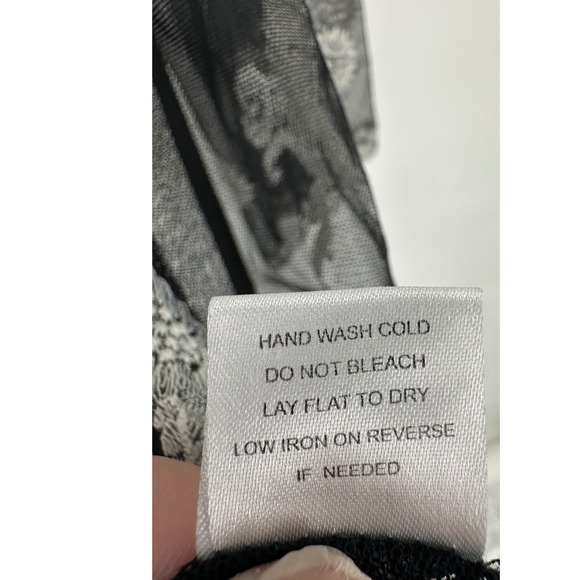 HAND WASH COLD
DO NOT BLEACH
LAY FLAT TO DRY
LOW IRON ON REVERSE
IF NEEDED